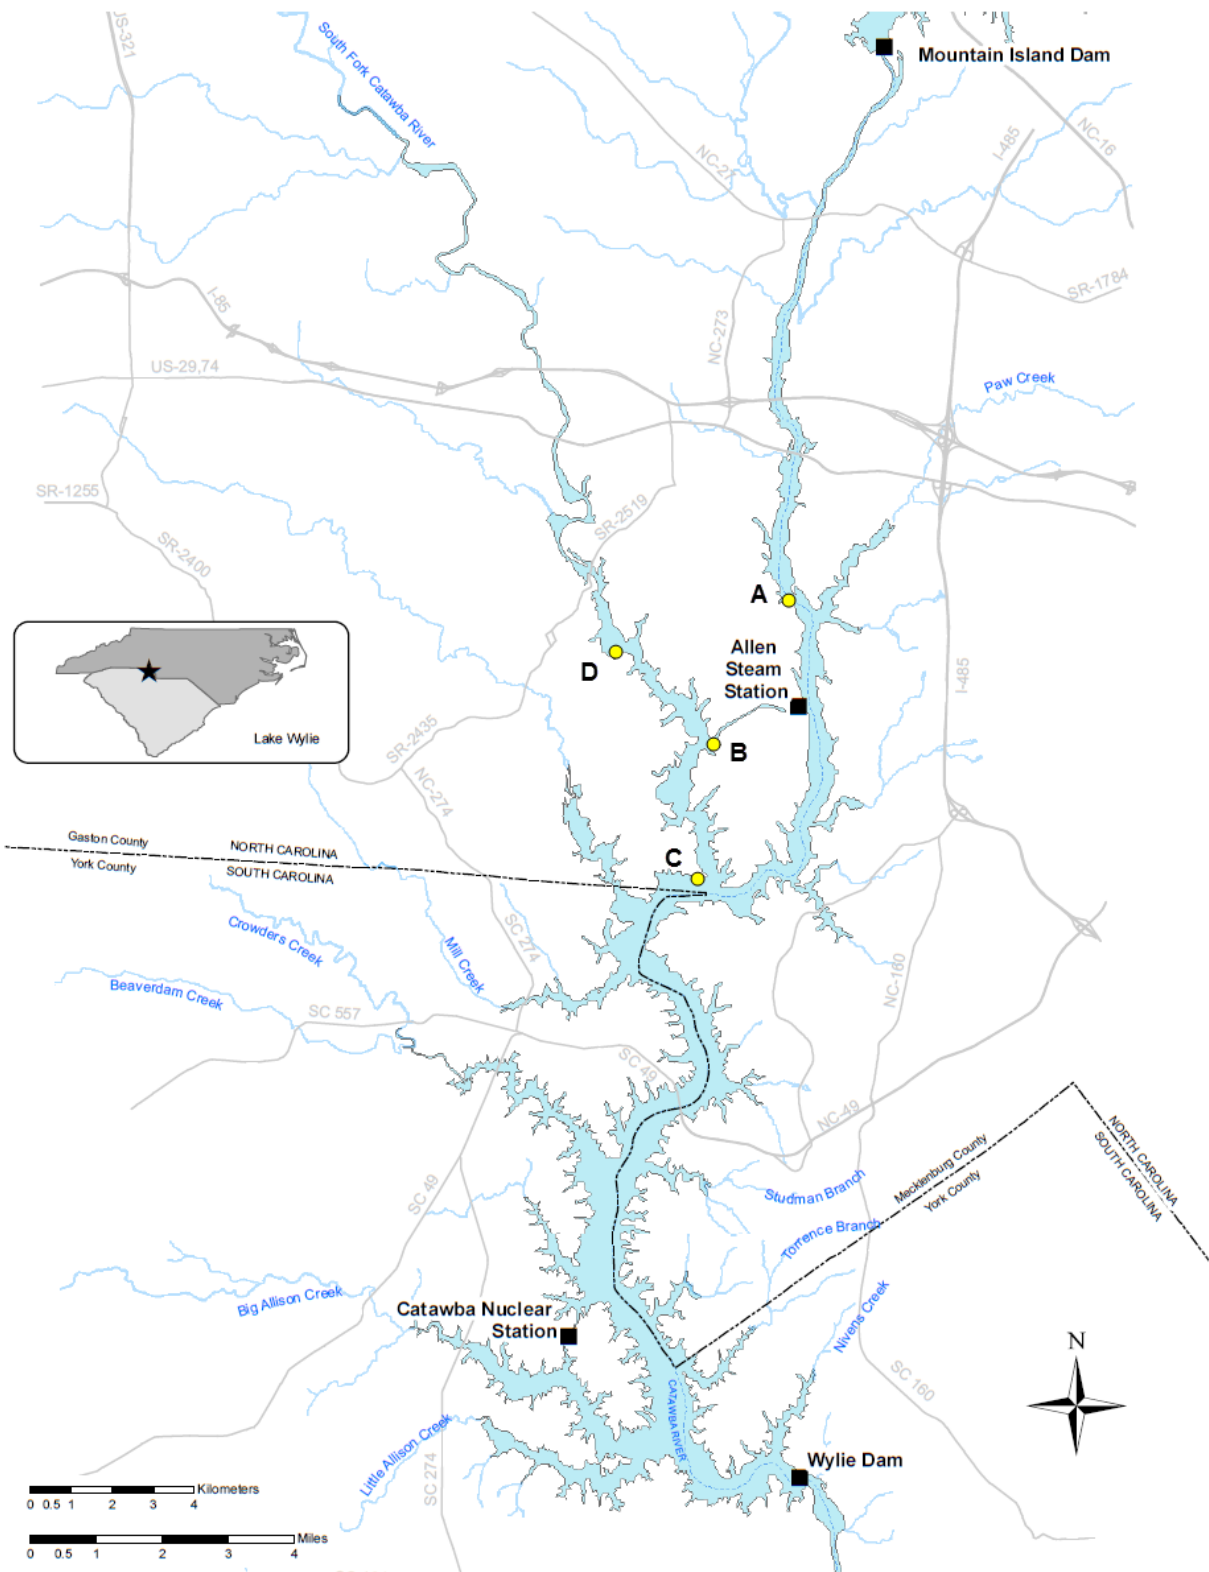 US-321
South Fork Catawba River
Mountain Island Dam
NC-27
I-485
NC-16
SR-1784
I-85
NC-273
US-29,74
Paw Creek
SR-1255
SR-2519
SR-2400
A
Allen
Steam
Station
D
I-485
B
Lake Wylie
SR-2435
NC-274
Gaston County
NORTH CAROLINA
York County
SOUTH CAROLINA
C
Crowders Creek
Mill Creek
SC 274
Beaverdam Creek
NC-160
SC 557
SC 49
NC-49
Mecklenburg County
York County
NORTH CAROLINA
SOUTH CAROLINA
Studman Branch
SC 49
Torrence Branch
Big Allison Creek
Catawba Nuclear
Station
Nivens Creek
N
SC 160
CATAWBA RIVER
Little Allison Creek
SC 274
Wylie Dam
Kilometers
0 0.5 1 2 3 4
Miles
0 0.5 1 2 3 4